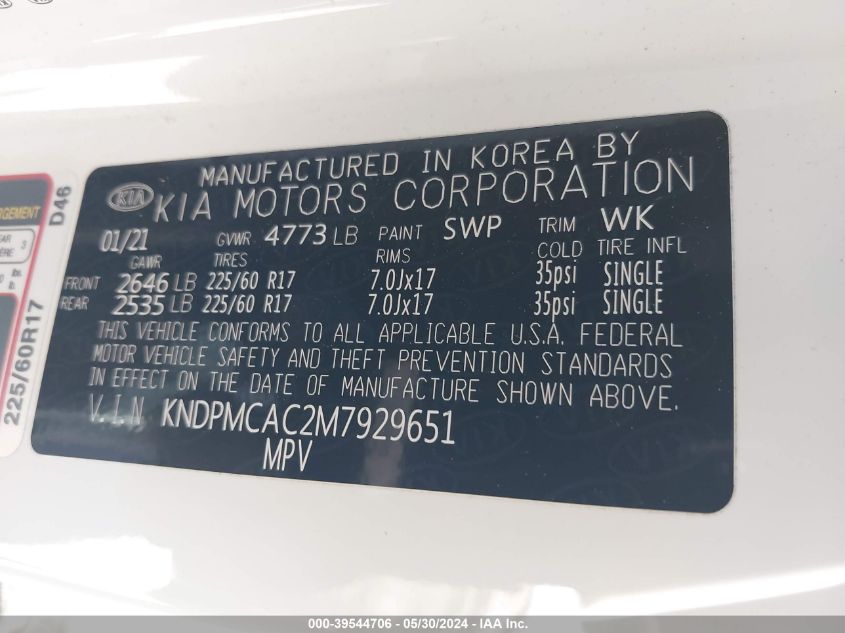 MANUFACTURED IN KOREA BY
KIA KIA MOTORS CORPORATION
01/21 GVWR 4773 LB PAINT SWP TRIM WK
GAWR TIRES RIMS COLD TIRE INFL
FRONT 2646 LB 225/60 R17 7.0Jx17 35psi SINGLE
REAR 2535 LB 225/60 R17 7.0Jx17 35psi SINGLE
THIS VEHICLE CONFORMS TO ALL APPLICABLE U.S.A. FEDERAL
MOTOR VEHICLE SAFETY AND THEFT PREVENTION STANDARDS
IN EFFECT ON THE DATE OF MANUFACTURE SHOWN ABOVE.
V.I.N KNDPMCAC2M7929651
MPV
D46
225/60R17
3
000-39544706 - 05/30/2024 - IAA Inc.